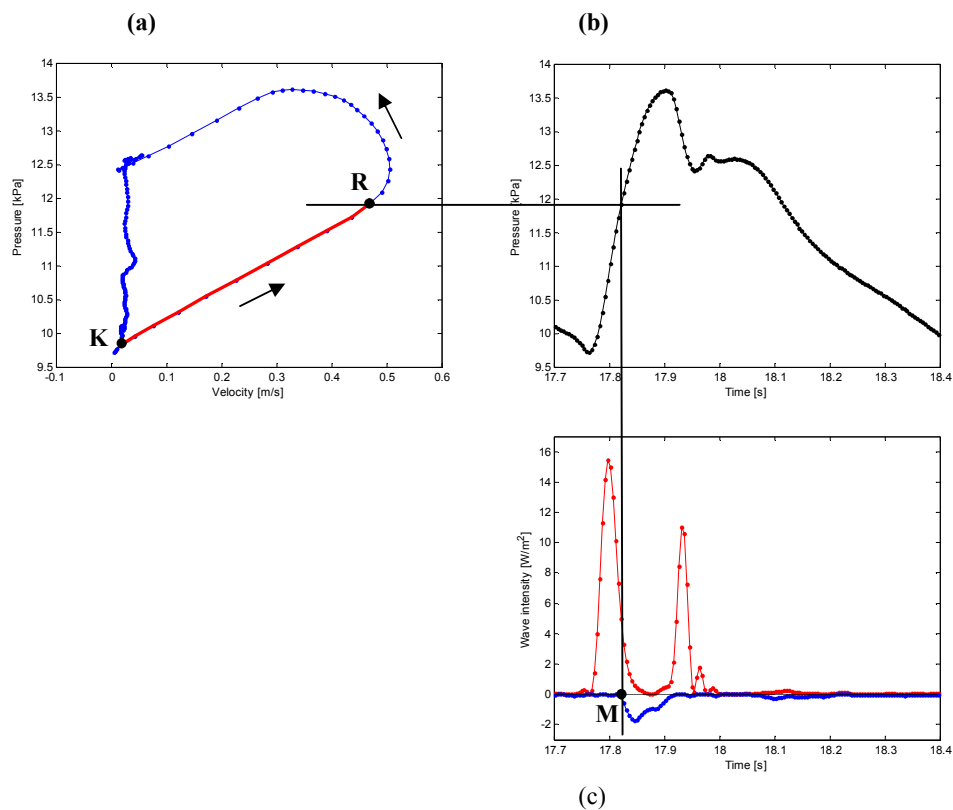 (a)
14
13.5
13
12.5
12
11.5
11
10.5
10
9.5
Pressure [kPa]
R
K
-0.1 0 0.1 0.2 0.3 0.4 0.5 0.6
Velocity [m/s]
(b)
14
13.5
13
12.5
12
11.5
11
10.5
10
9.5
Pressure [kPa]
17.7 17.8 17.9 18 18.1 18.2 18.3 18.4
Time [s]
16
14
12
10
8
6
4
2
0
-2
Wave intensity [W/m²]
M
17.7 17.8 17.9 18 18.1 18.2 18.3 18.4
Time [s]
(c)